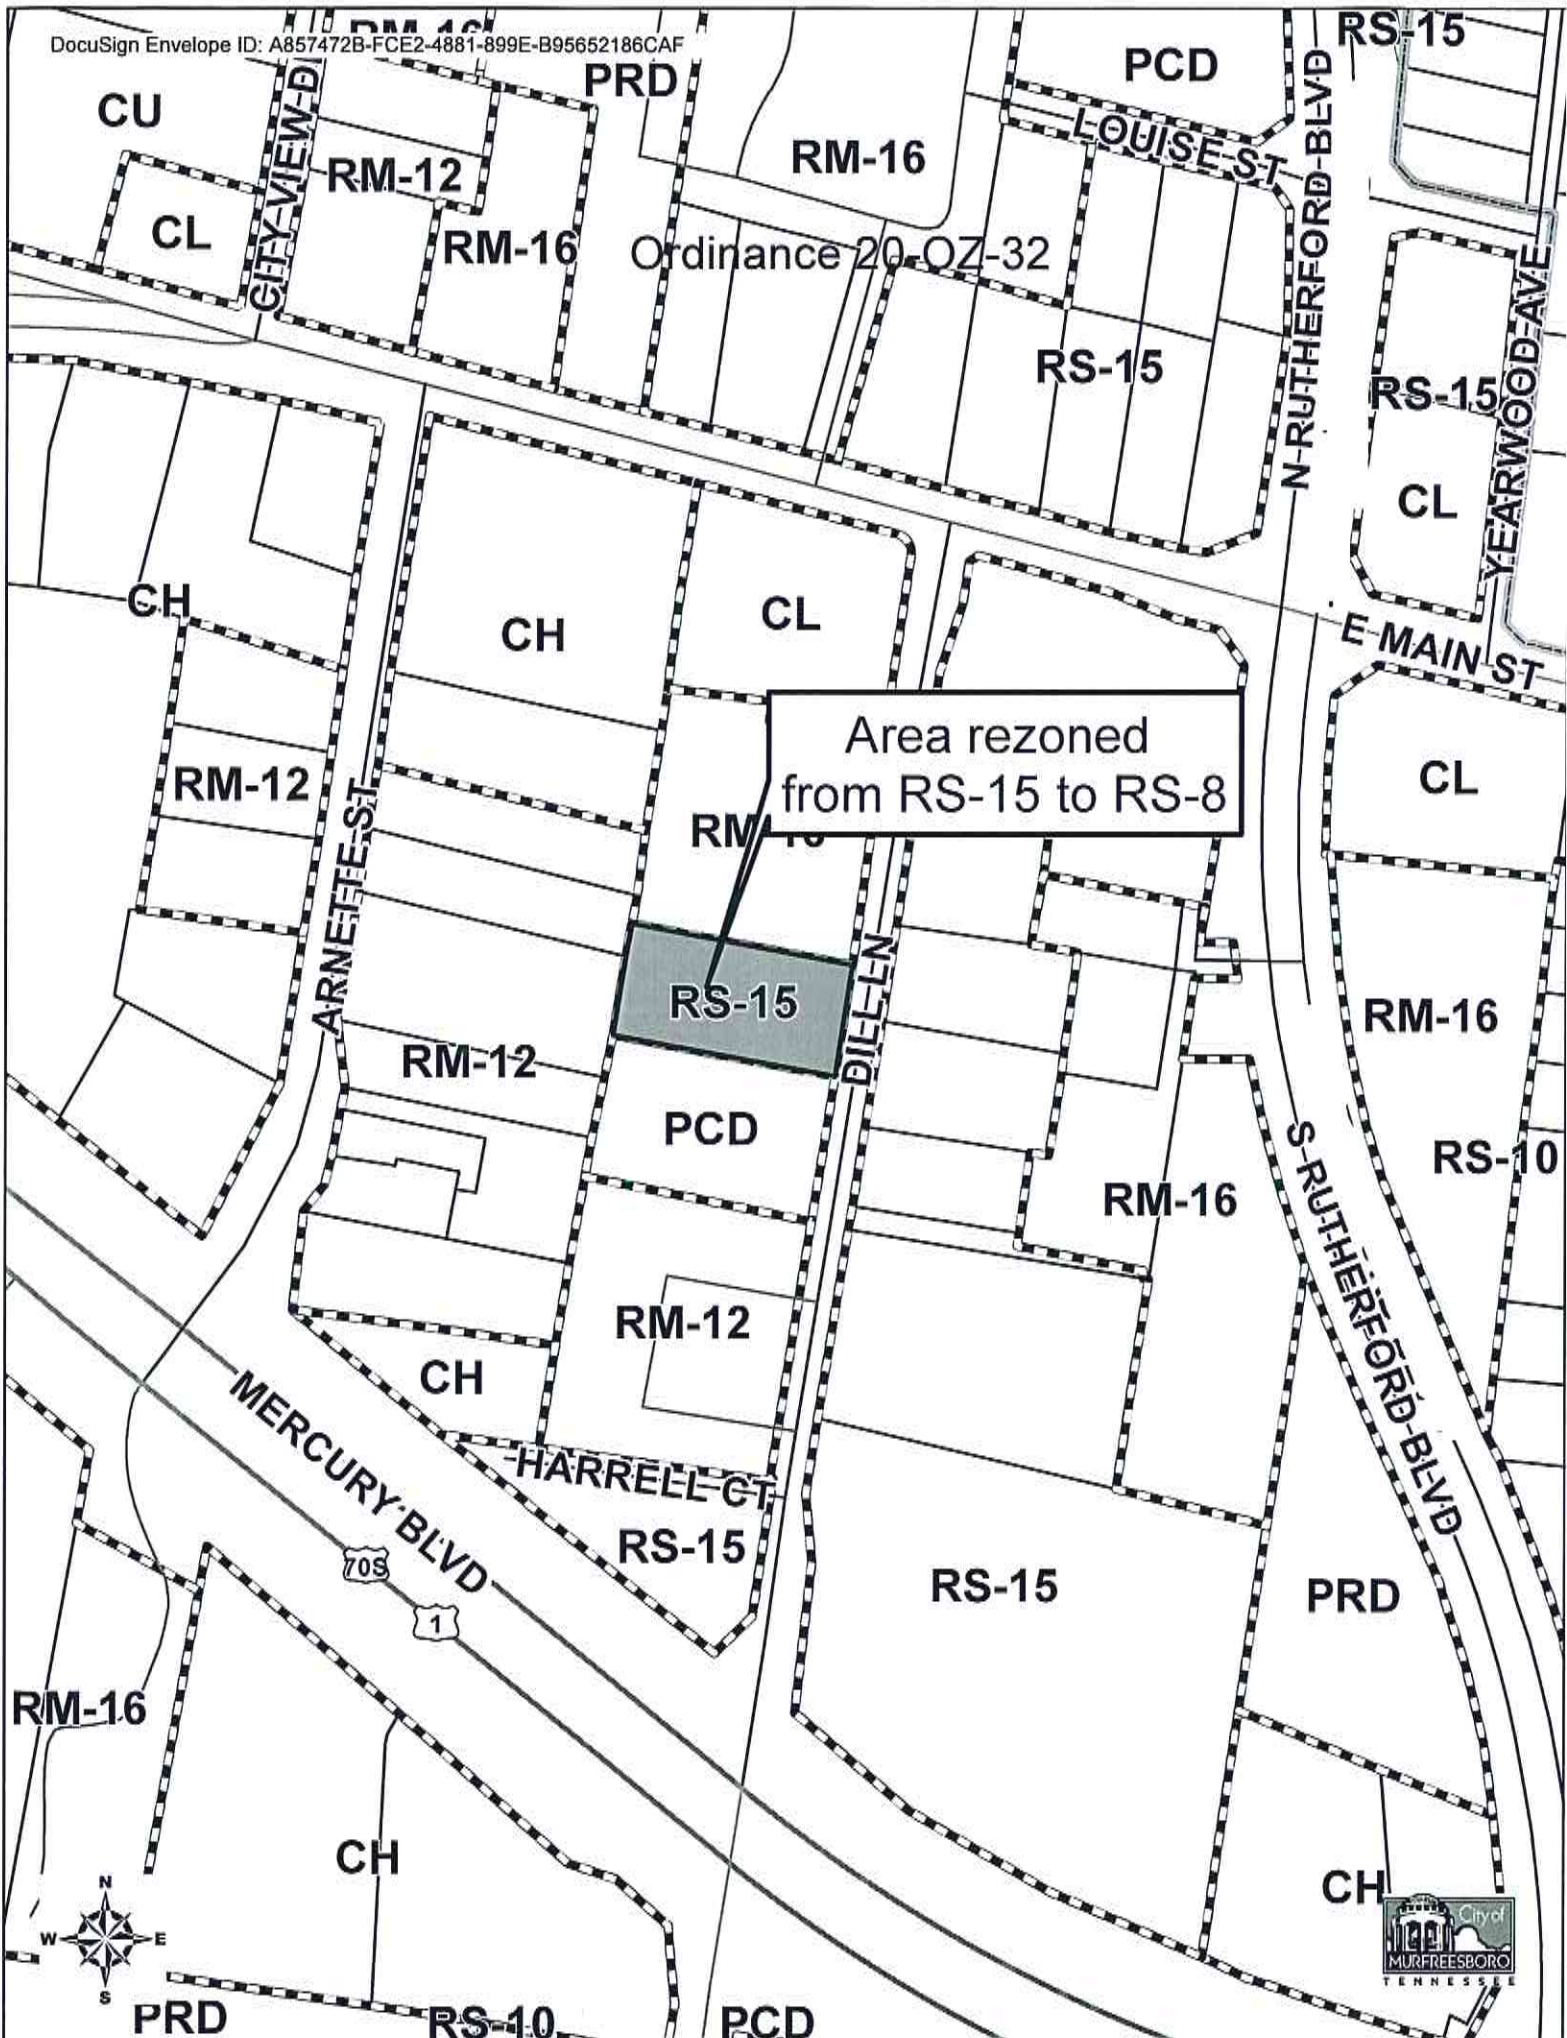 RM-16
DocuSign Envelope ID: A857472B-FCE2-4881-899E-B95652186CAF
RS-15
PRD
PCD
CU
CITY VIEW D
LOUISE ST
N RUTHERFORD BLVD
RM-12
RM-16
CL
RM-16
Ordinance 20-OZ-32
RS-15
RS-15
YEARWOOD AVE
CL
CH
CH
CL
E MAIN ST
Area rezoned
from RS-15 to RS-8
RM-12
CL
ARNETTE ST
DILL LN
RS-15
RM-16
RM-12
PCD
RS-10
RM-16
S RUTHERFORD BLVD
RM-12
CH
MERCURY BLVD
HARRELL CT
RS-15
70S
1
RS-15
PRD
RM-16
CH
CH
City of
MURFREESBORO
TENNESSEE
N
W
E
S
PRD
RS-10
PCD